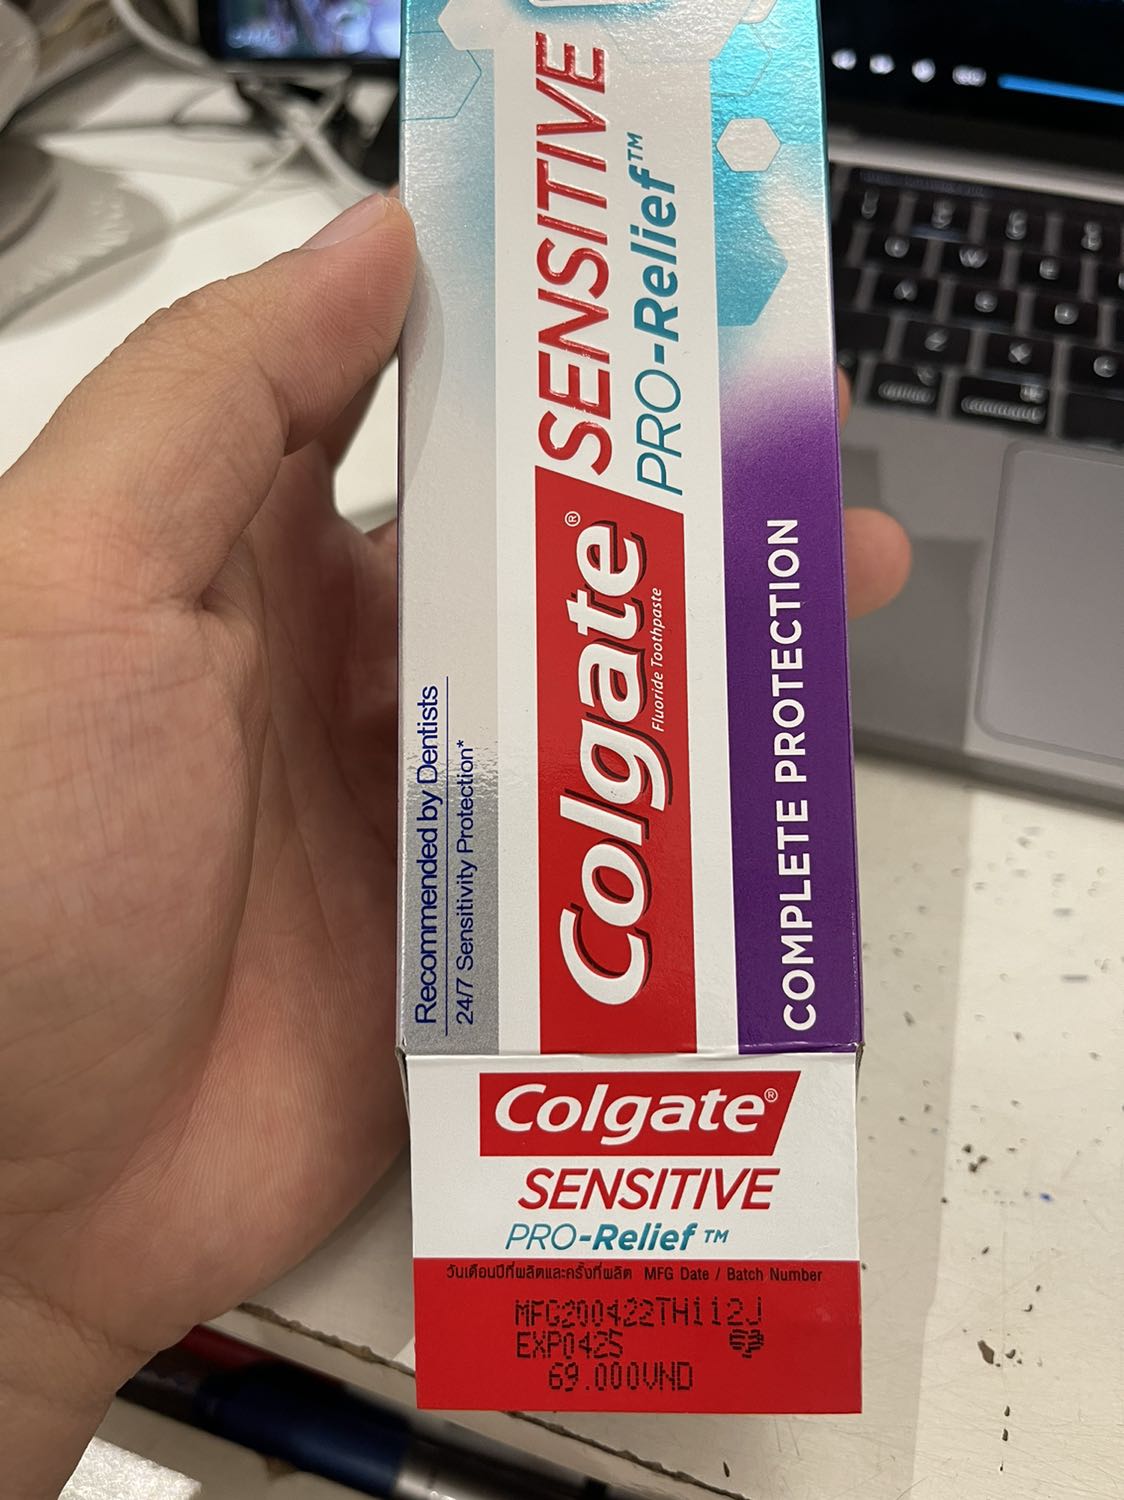 SENSITIVE
PRO-Relief™
Colgate®
Fluoride Toothpaste
COMPLETE PROTECTION
Recommended by Dentists
24/7 Sensitivity Protection*
Colgate®
SENSITIVE
PRO-Relief™
วันเดือนปีที่ผลิตและครั้งที่ผลิต MFG Date / Batch Number
MFG200422TH112J
EXP0425
69.000VND